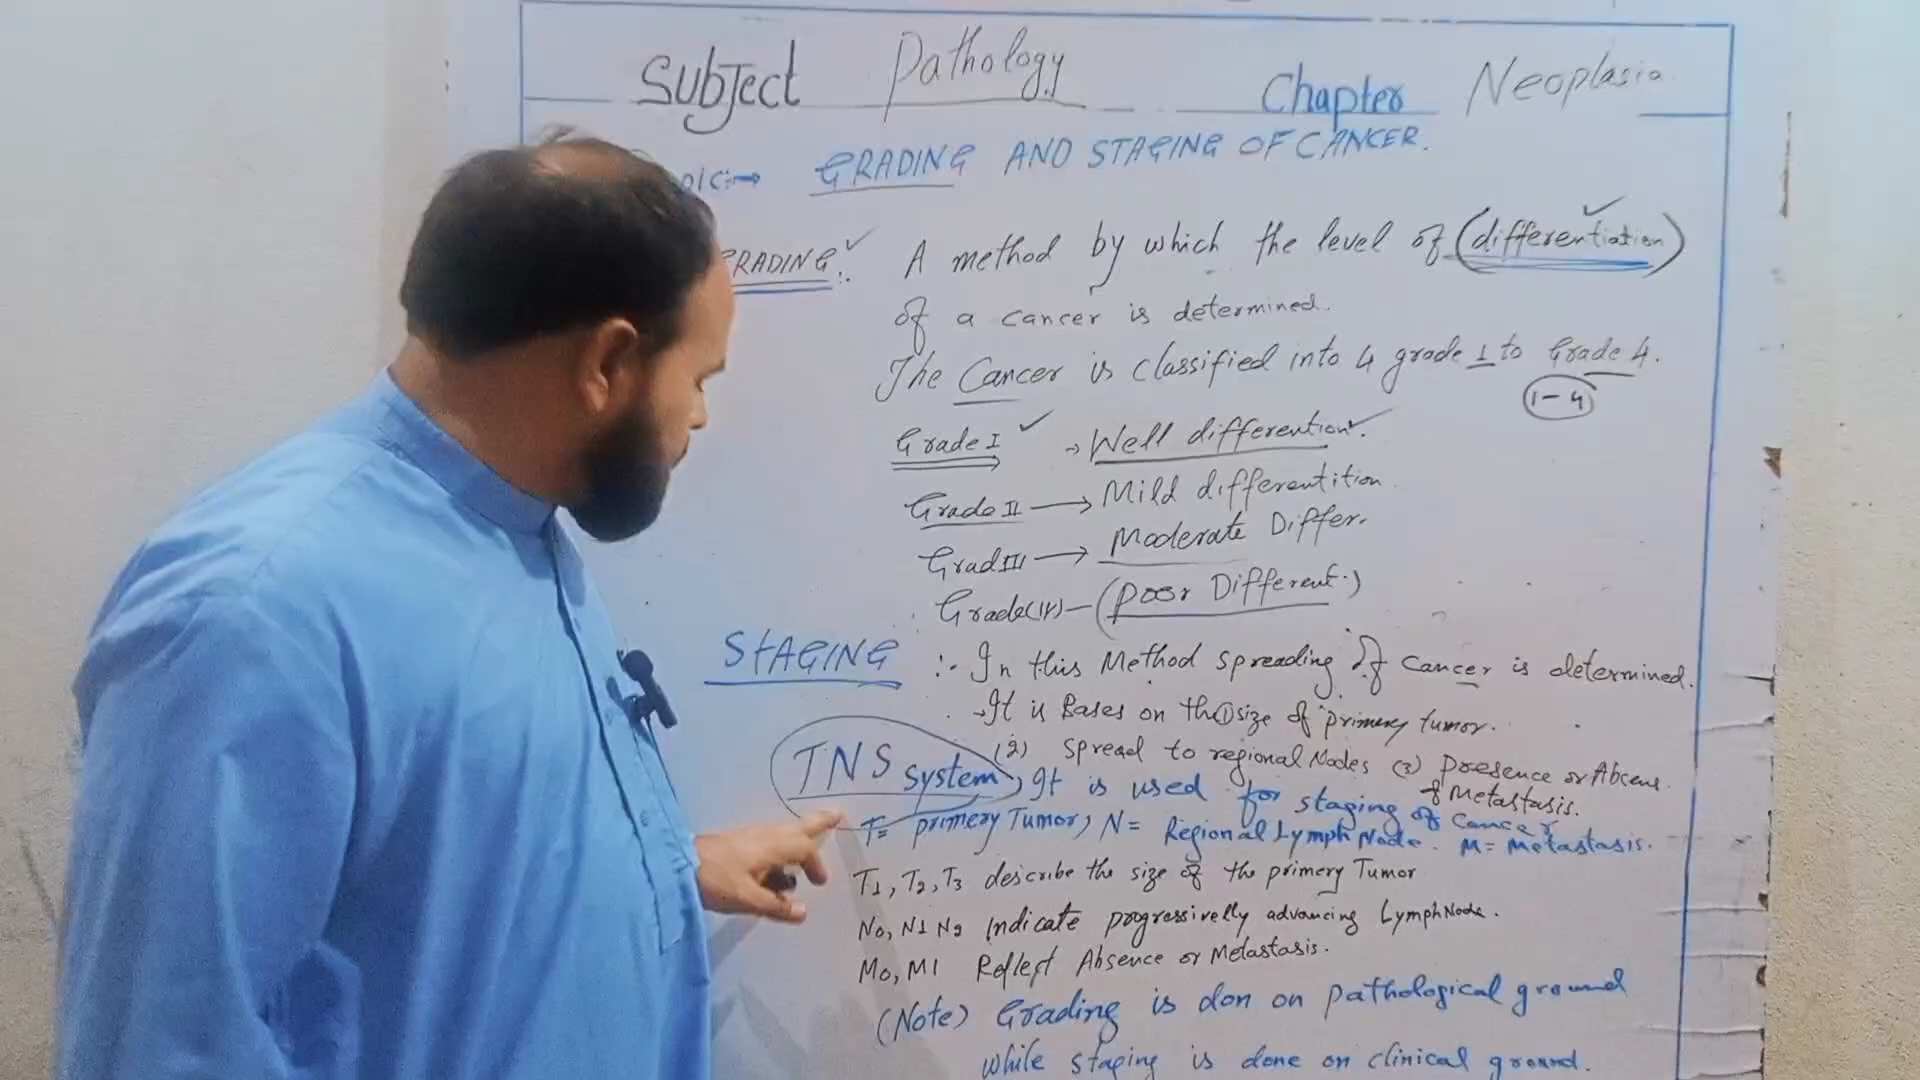 Subject Pathology Chapter Neoplasia
opic:→ GRADING AND STAGING OF CANCER.
GRADING:. A method by which the level of (differentiation)
of a cancer is determined.
The Cancer is classified into 4 grade 1 to Grade 4.
1-4
Grade I → Well differention.
Grade II → Mild differentition
Grad III → Moderate Differ.
Grade(IV) - (Poor Different.)
STAGING :- In this Method spreading of cancer is determined.
→It is Bases on the ① size of primery tumor.
(2) Spread to regional Nodes (3) Presence or Abcens
of Metastasis.
TNS System, It is used for staging of cancer
T= primery Tumor, N= Regional Lymph Node. M= Metastasis.
T1, T2, T3 describe the size of the primery Tumor
No, N1 N2 Indicate progressivelly advancing LymphNode.
Mo, M1 Reflept Absence or Metastasis.
(Note) Grading is don on pathological ground
while staging is done on clinical ground.